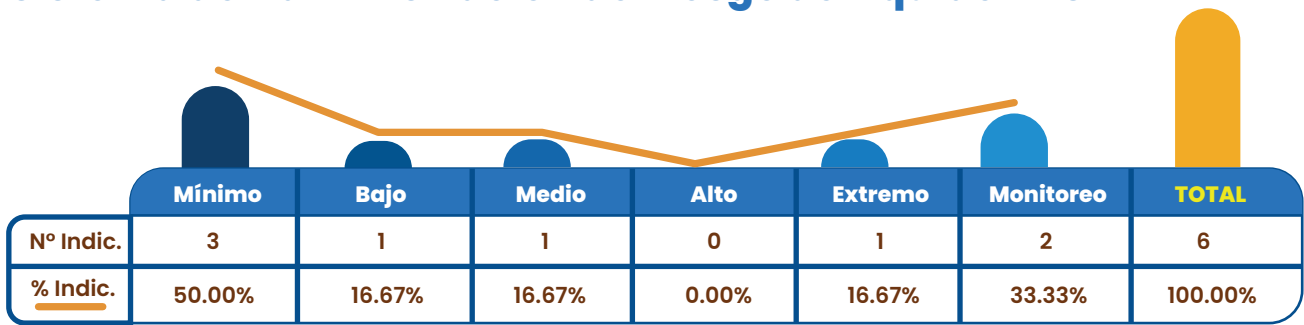 Mínimo Bajo Medio Alto Extremo Monitoreo TOTAL
Nº Indic. 3 1 1 0 1 2 6
% Indic. 50.00% 16.67% 16.67% 0.00% 16.67% 33.33% 100.00%